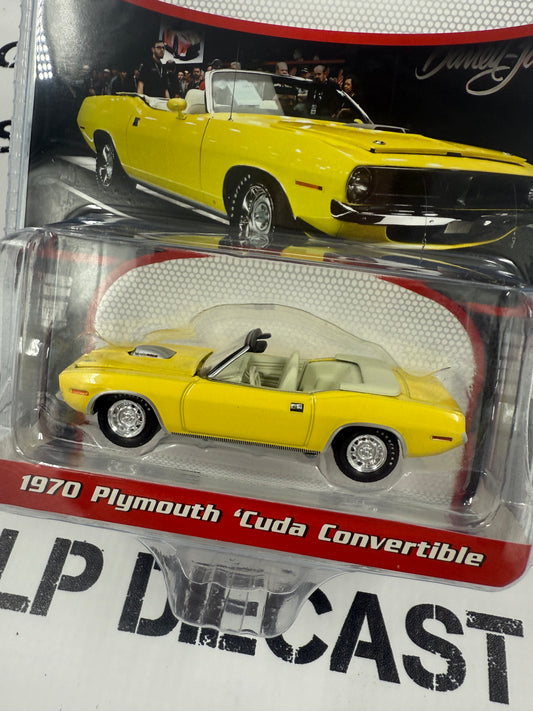 1970 Plymouth 'Cuda Convertible
LP DIECAST